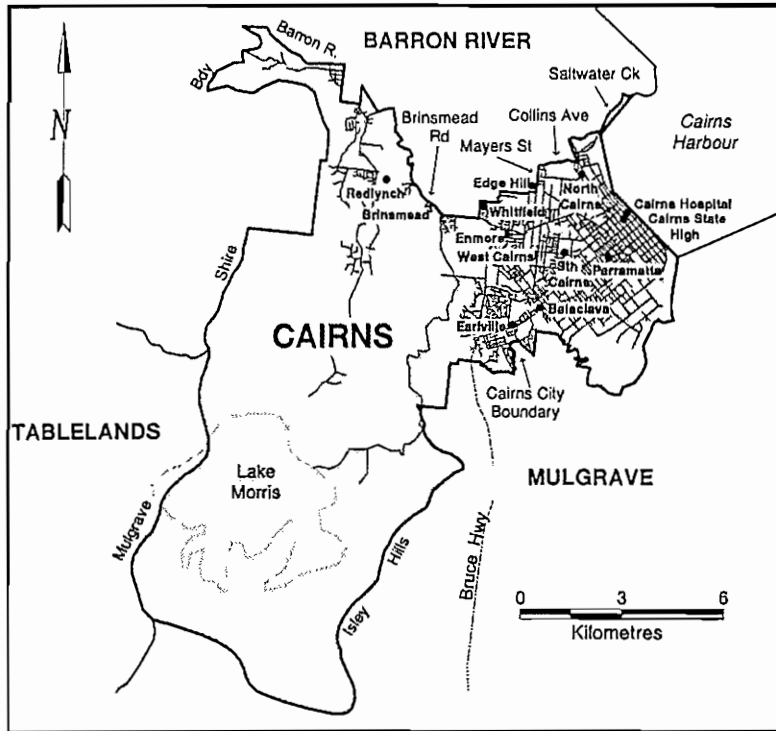 Barron R.
BARRON RIVER
Bdy
Saltwater Ck
Collins Ave
Cairns
Harbour
N
Brinsmead
Rd
Mayers St
Edge Hill
North
Cairns
Redlynch
Brinsmead
Whitfield
Cairns Hospital
Cairns State
High
Enmore
West Cairns
Sth
Cairns
Parramatta
Shire
Balaclava
CAIRNS
Earlville
Cairns City
Boundary
TABLELANDS
Lake
Morris
MULGRAVE
Mulgrave
Hills
Isley
Bruce Hwy
0 3 6
Kilometres